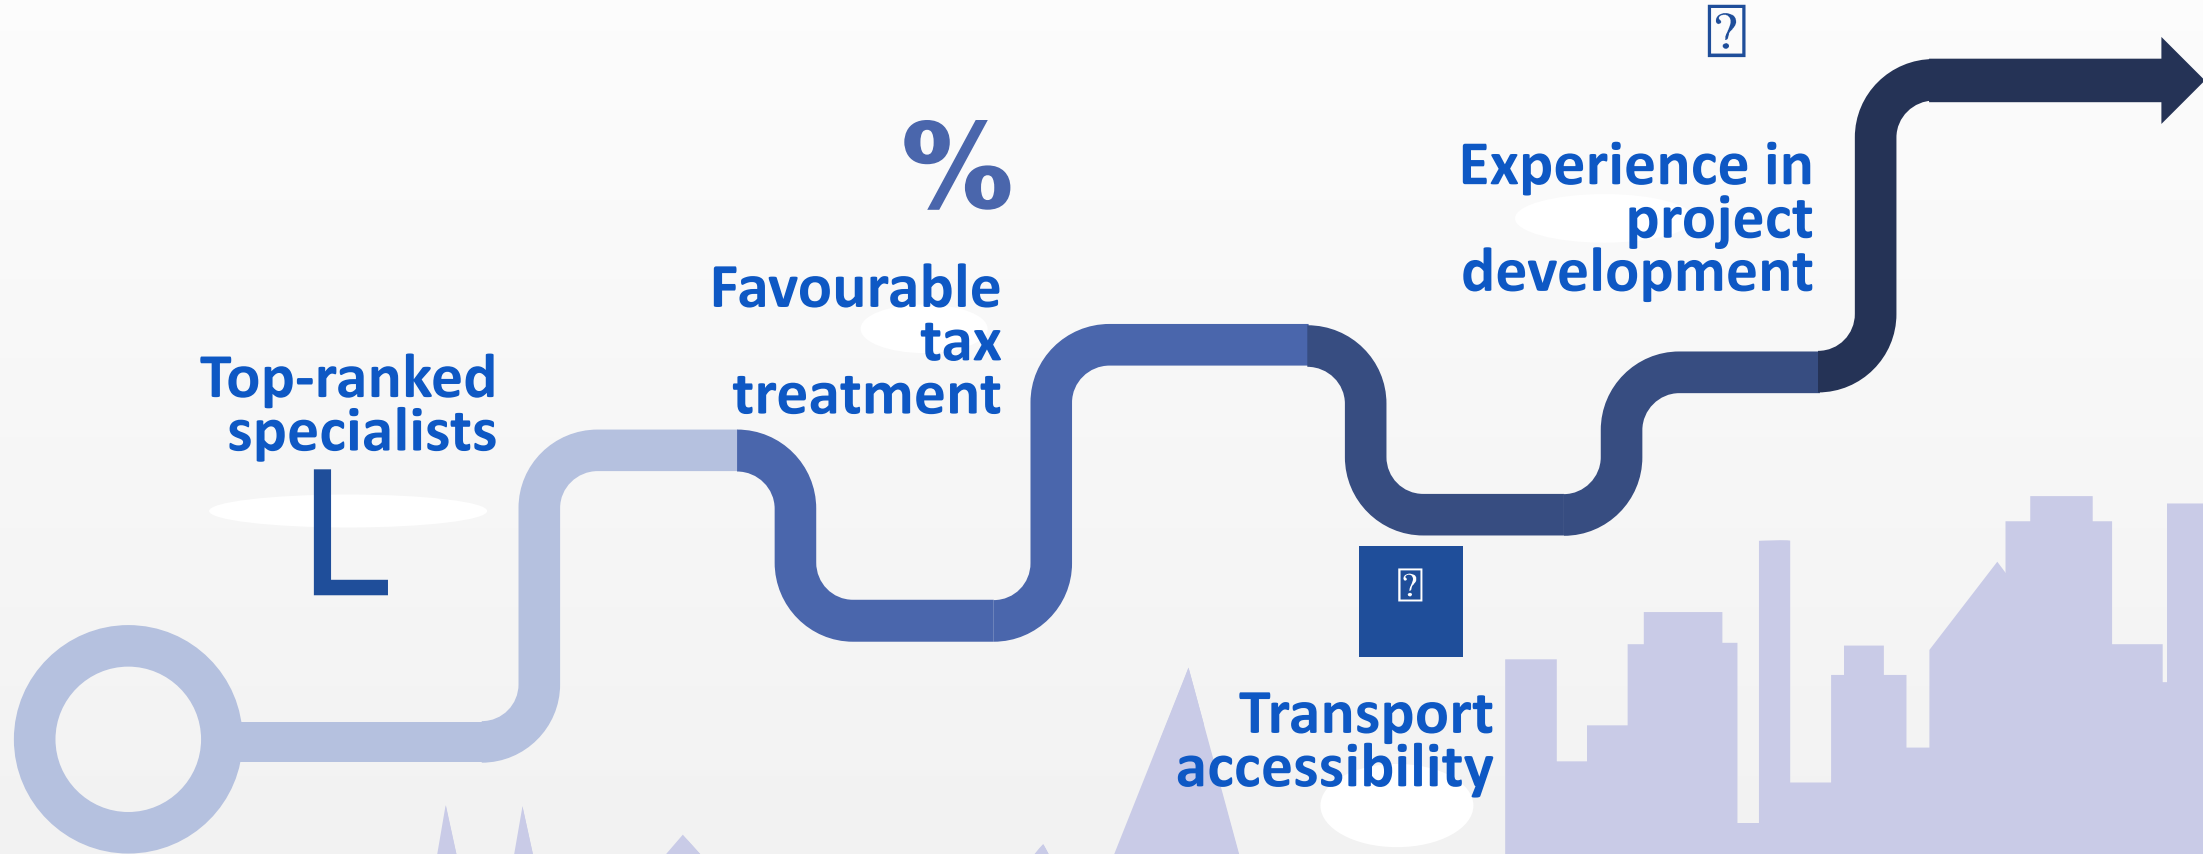 Top-ranked
specialists
L
%
Favourable
tax
treatment
Transport
accessibility
Experience in
project
development